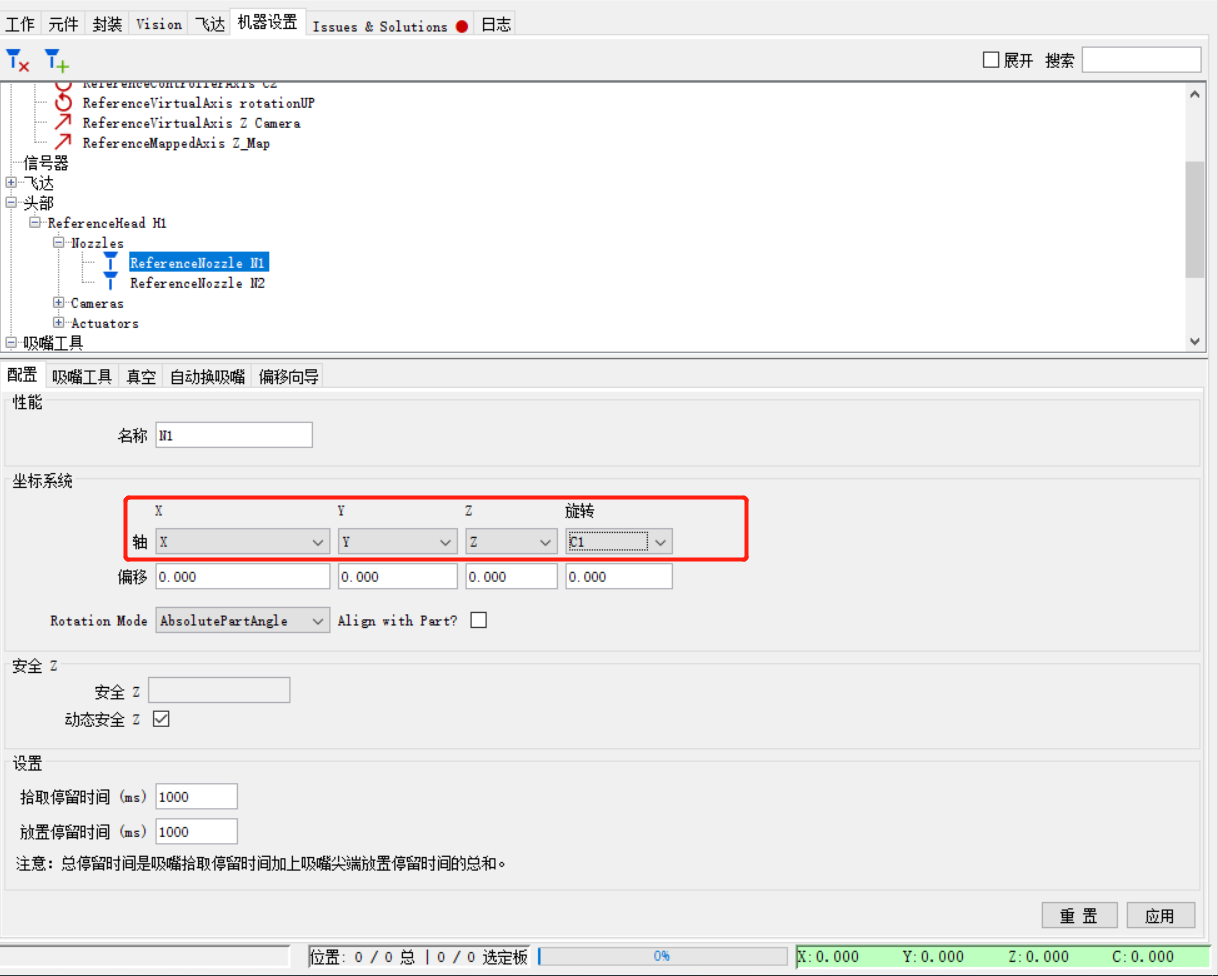 工作 元件 封装 Vision 飞达 机器设置 Issues & Solutions 日志
展开 搜索
ReferenceControllerAxis C2
ReferenceVirtualAxis rotationUP
ReferenceVirtualAxis Z Camera
ReferenceMappedAxis Z_Map
信号器
飞达
头部
ReferenceHead H1
Nozzles
ReferenceNozzle N1
ReferenceNozzle N2
Cameras
Actuators
吸嘴工具
配置 吸嘴工具 真空 自动换吸嘴 偏移向导
性能
名称 N1
坐标系统
X Y Z 旋转
轴 X Y Z C1
偏移 0.000 0.000 0.000 0.000
Rotation Mode AbsolutePartAngle Align with Part?
安全 Z
安全 Z
动态安全 Z
设置
拾取停留时间 (ms) 1000
放置停留时间 (ms) 1000
注意: 总停留时间是吸嘴拾取停留时间加上吸嘴尖端放置停留时间的总和。
重 置 应用
位置: 0 / 0 总 | 0 / 0 选定板 0% X:0.000 Y:0.000 Z:0.000 C:0.000